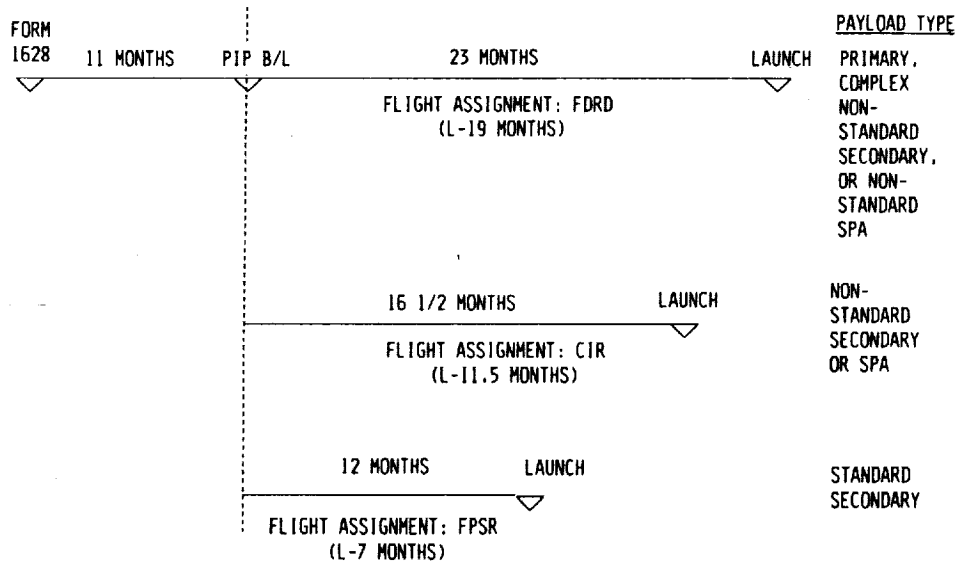 FORM
1628
11 MONTHS
PIP B/L
23 MONTHS
LAUNCH
FLIGHT ASSIGNMENT: FDRD
(L-19 MONTHS)
PAYLOAD TYPE
PRIMARY,
COMPLEX
NON-
STANDARD
SECONDARY,
OR NON-
STANDARD
SPA
16 1/2 MONTHS
LAUNCH
FLIGHT ASSIGNMENT: CIR
(L-11.5 MONTHS)
NON-
STANDARD
SECONDARY
OR SPA
12 MONTHS
LAUNCH
FLIGHT ASSIGNMENT: FPSR
(L-7 MONTHS)
STANDARD
SECONDARY